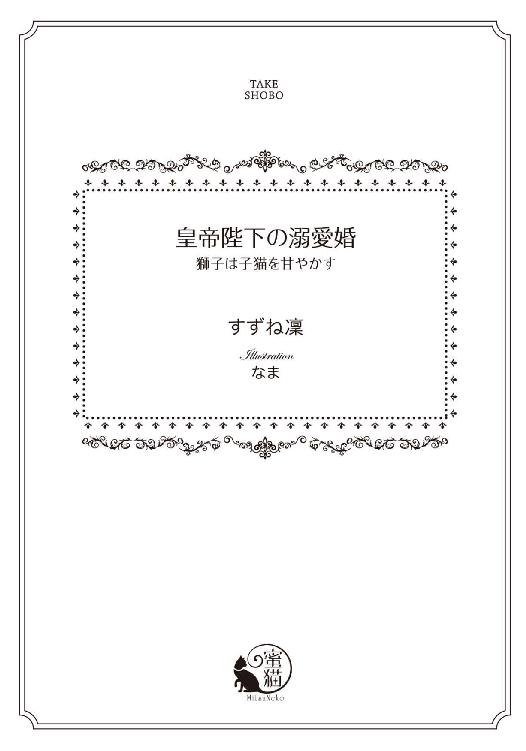 TAKE
SHOBO
皇帝陛下の溺愛婚
獅子は子猫を甘やかす
すずね凜
Illustration
なま
蜜
猫
MitsuNeko